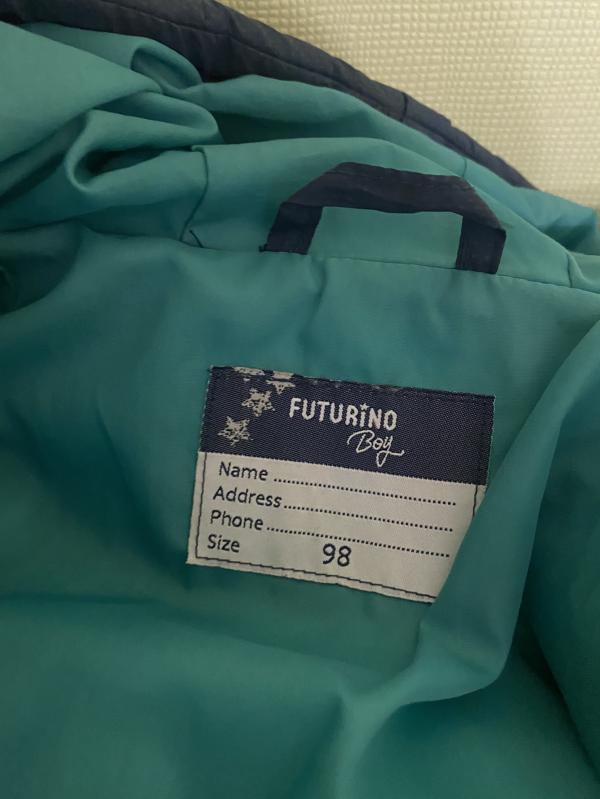 FUTURINO
Boy
Name
Address
Phone
Size 98